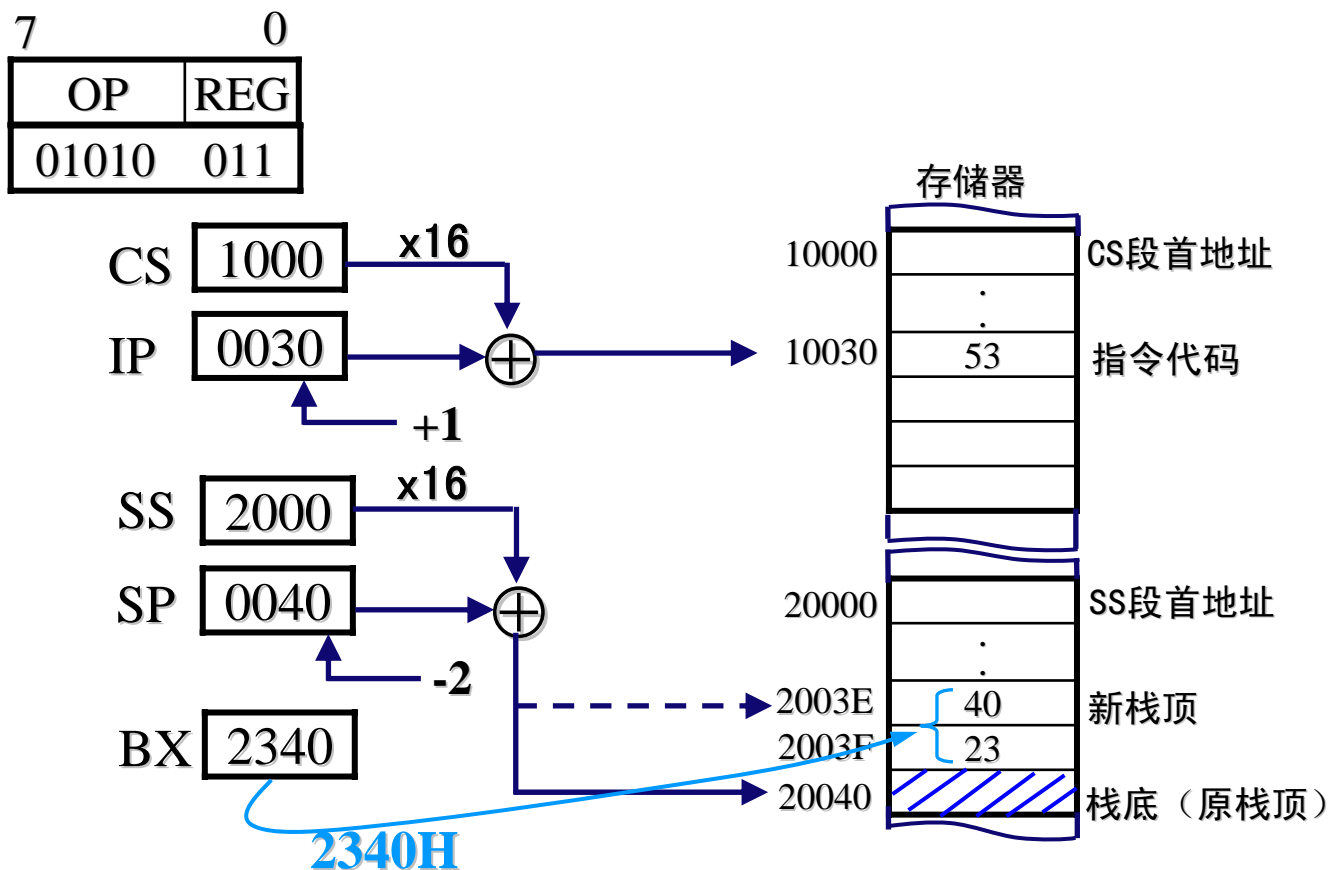 7 0
OP REG
01010 011
存储器
CS 1000 x16 10000 CS段首地址
.
.
IP 0030 10030 53 指令代码
+1
SS 2000 x16
SP 0040 20000 SS段首地址
.
.
-2
2003E 40 新栈顶
BX 2340 2003F 23
20040 栈底（原栈顶）
2340H